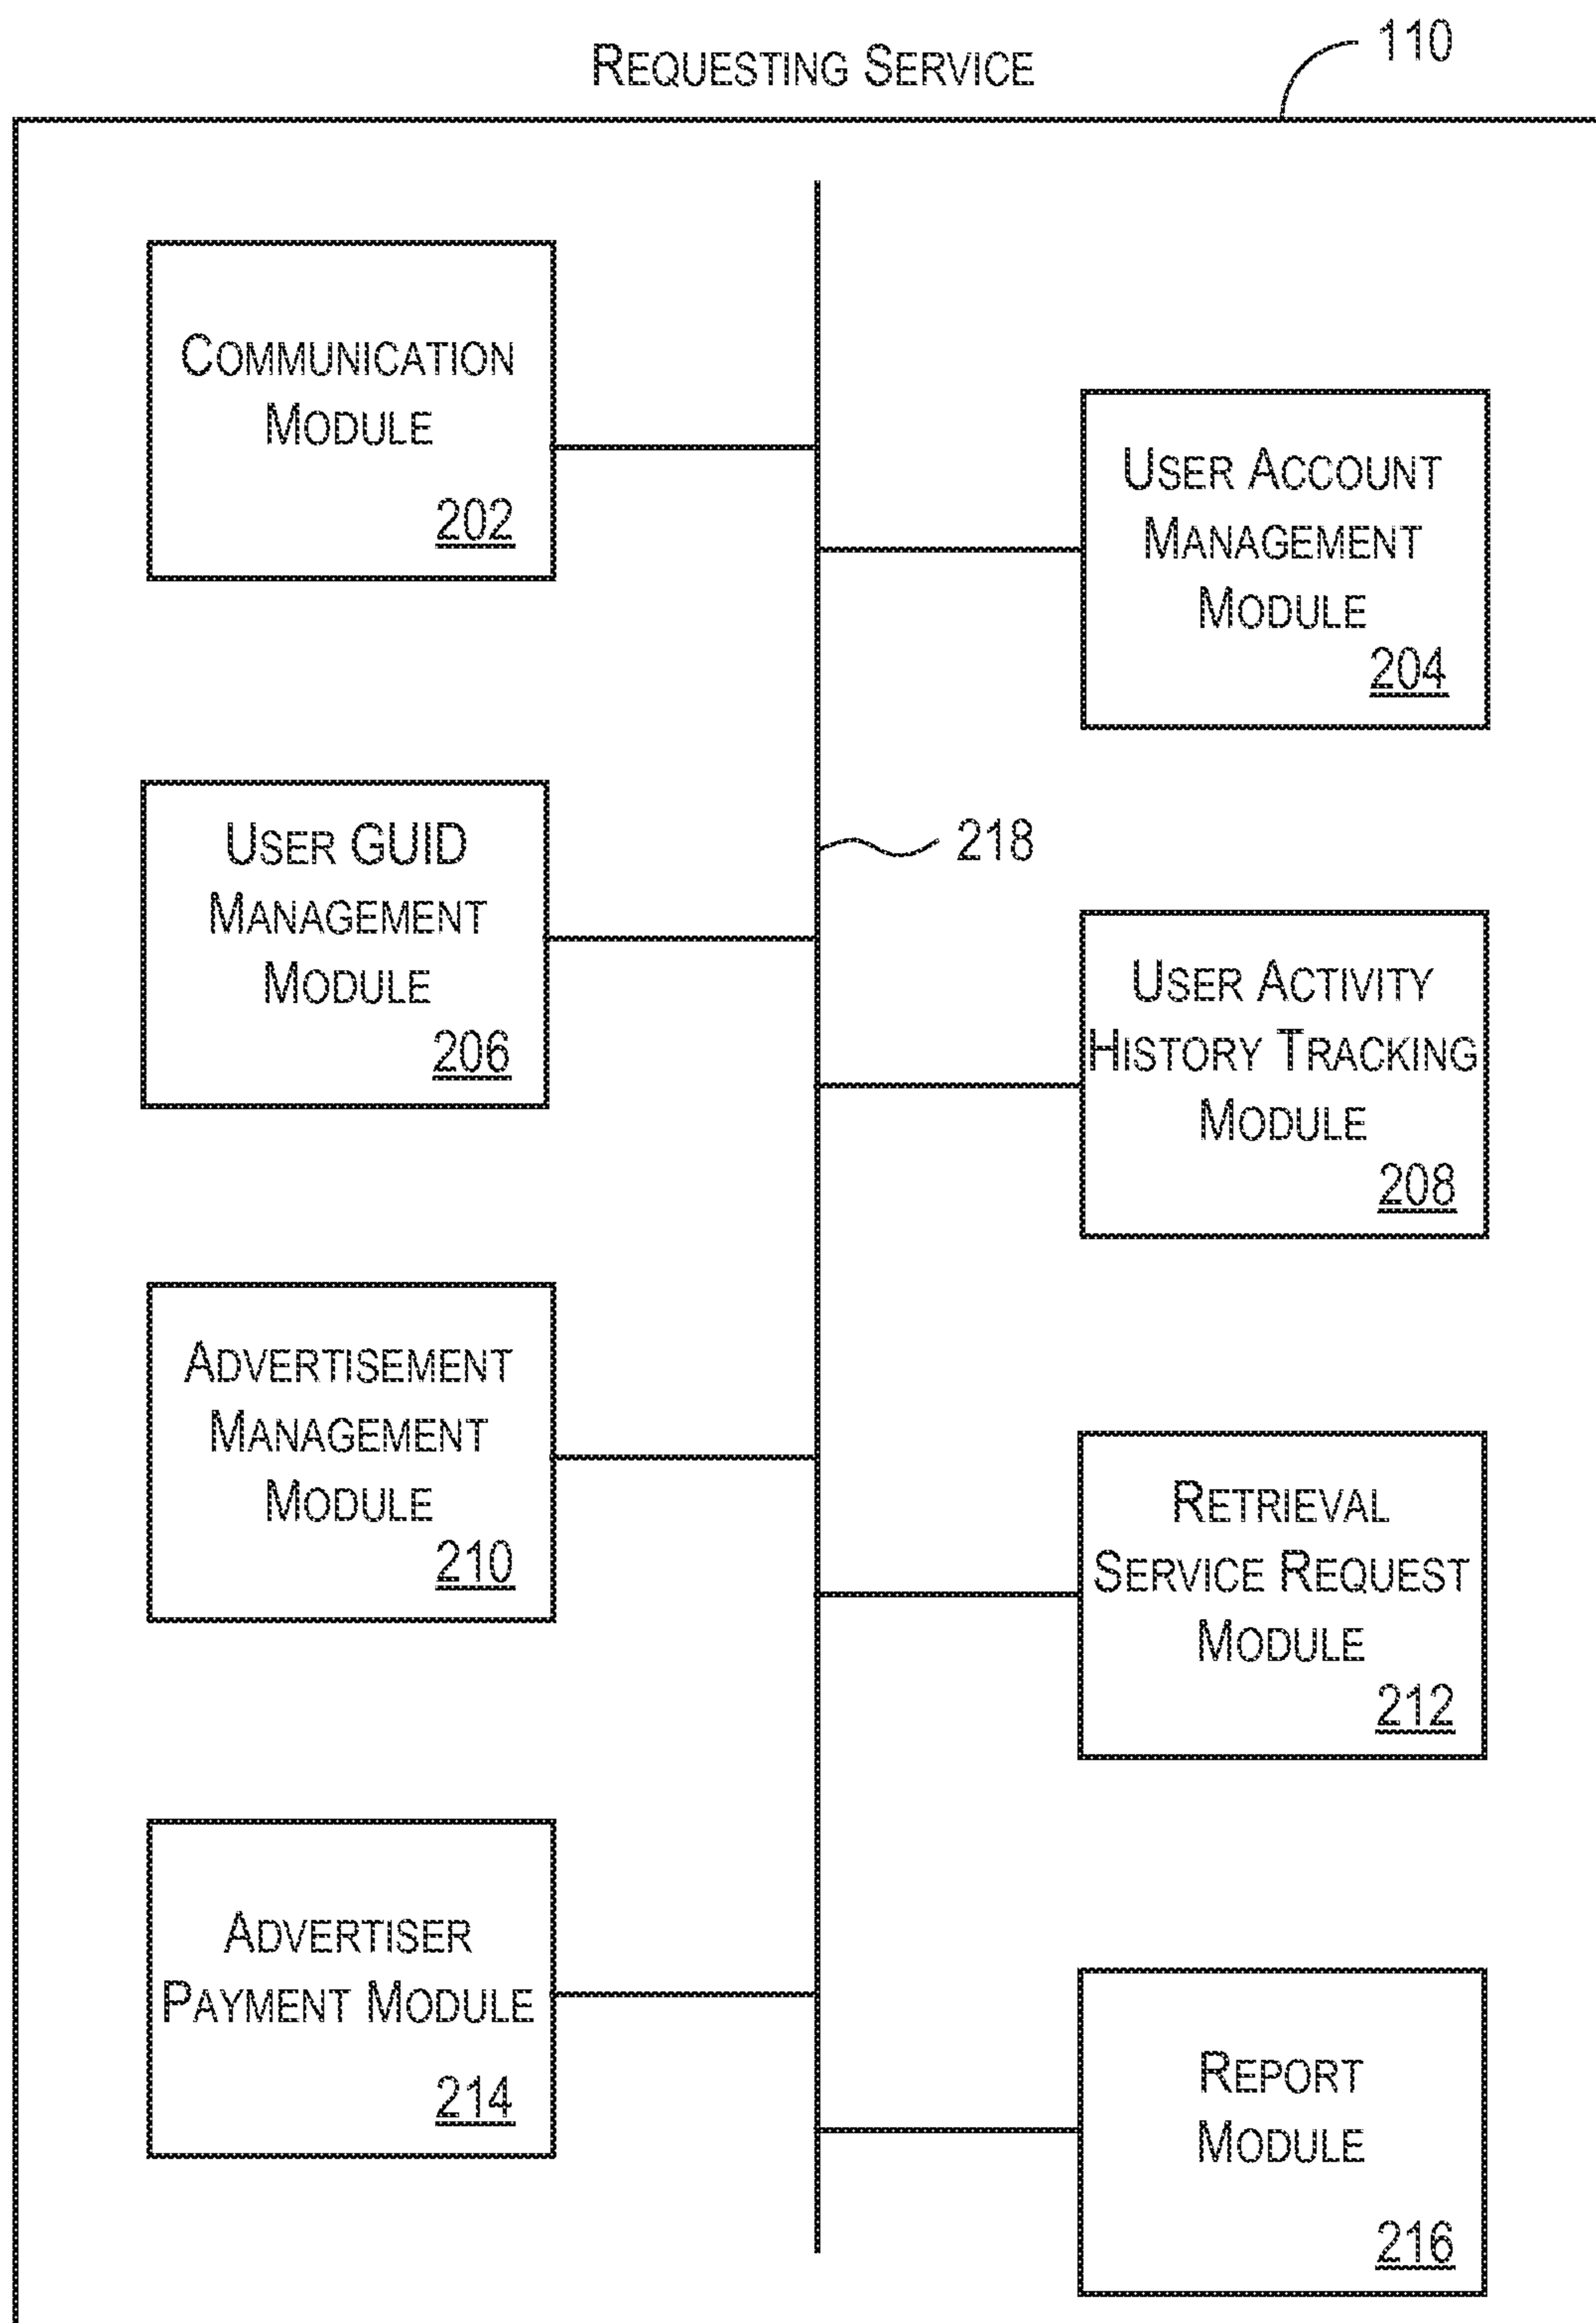 REQUESTING SERVICE
110
COMMUNICATION
MODULE
202
USER ACCOUNT
MANAGEMENT
MODULE
204
USER GUID
MANAGEMENT
MODULE
206
218
USER ACTIVITY
HISTORY TRACKING
MODULE
208
ADVERTISEMENT
MANAGEMENT
MODULE
210
RETRIEVAL
SERVICE REQUEST
MODULE
212
ADVERTISER
PAYMENT MODULE
214
REPORT
MODULE
216